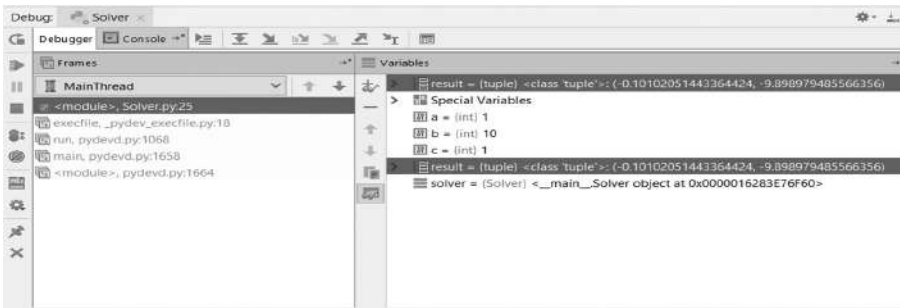 Debug: Solver
Debugger Console
Frames
MainThread
<module>, Solver.py:25
execfile, _pydev_execfile.py:18
run, pydevd.py:1068
main, pydevd.py:1658
<module>, pydevd.py:1664
Variables
result = {tuple} <class 'tuple'>: (-0.10102051443364424, -9.898979485566356)
Special Variables
a = {int} 1
b = {int} 10
c = {int} 1
result = {tuple} <class 'tuple'>: (-0.10102051443364424, -9.898979485566356)
solver = {Solver} <__main__.Solver object at 0x0000016283E76F60>